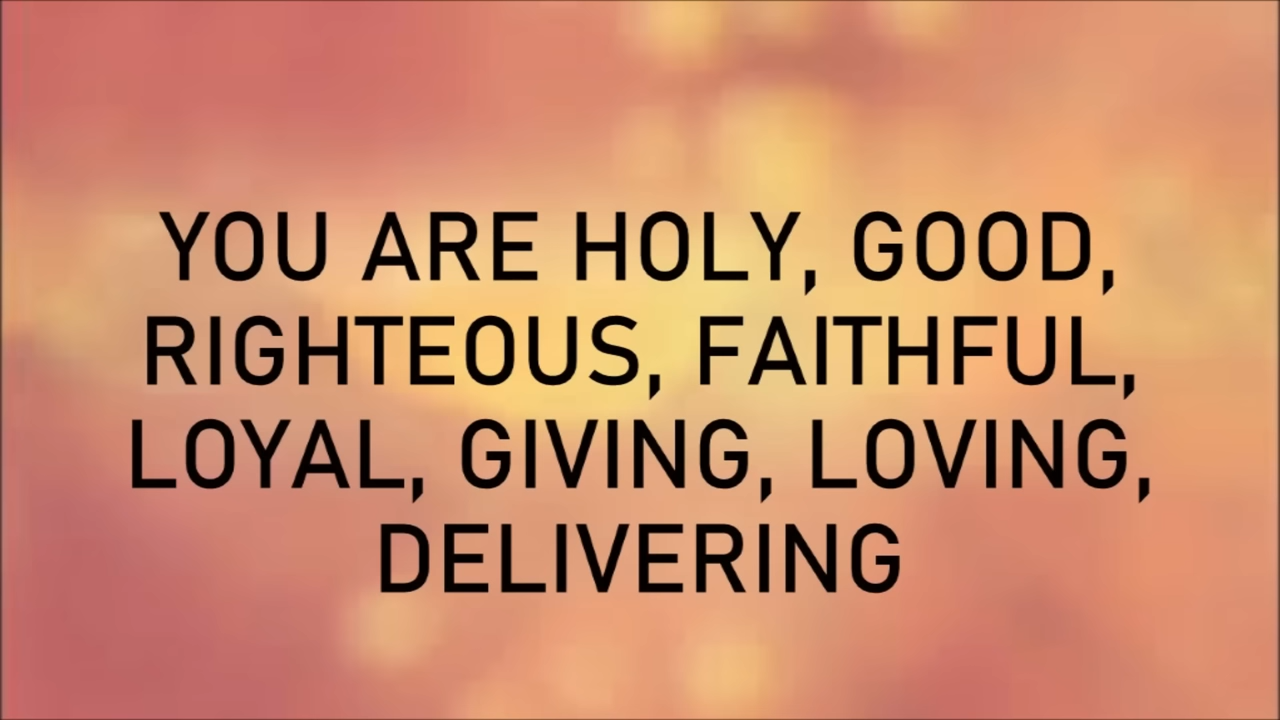 YOU ARE HOLY, GOOD,
RIGHTEOUS, FAITHFUL,
LOYAL, GIVING, LOVING,
DELIVERING